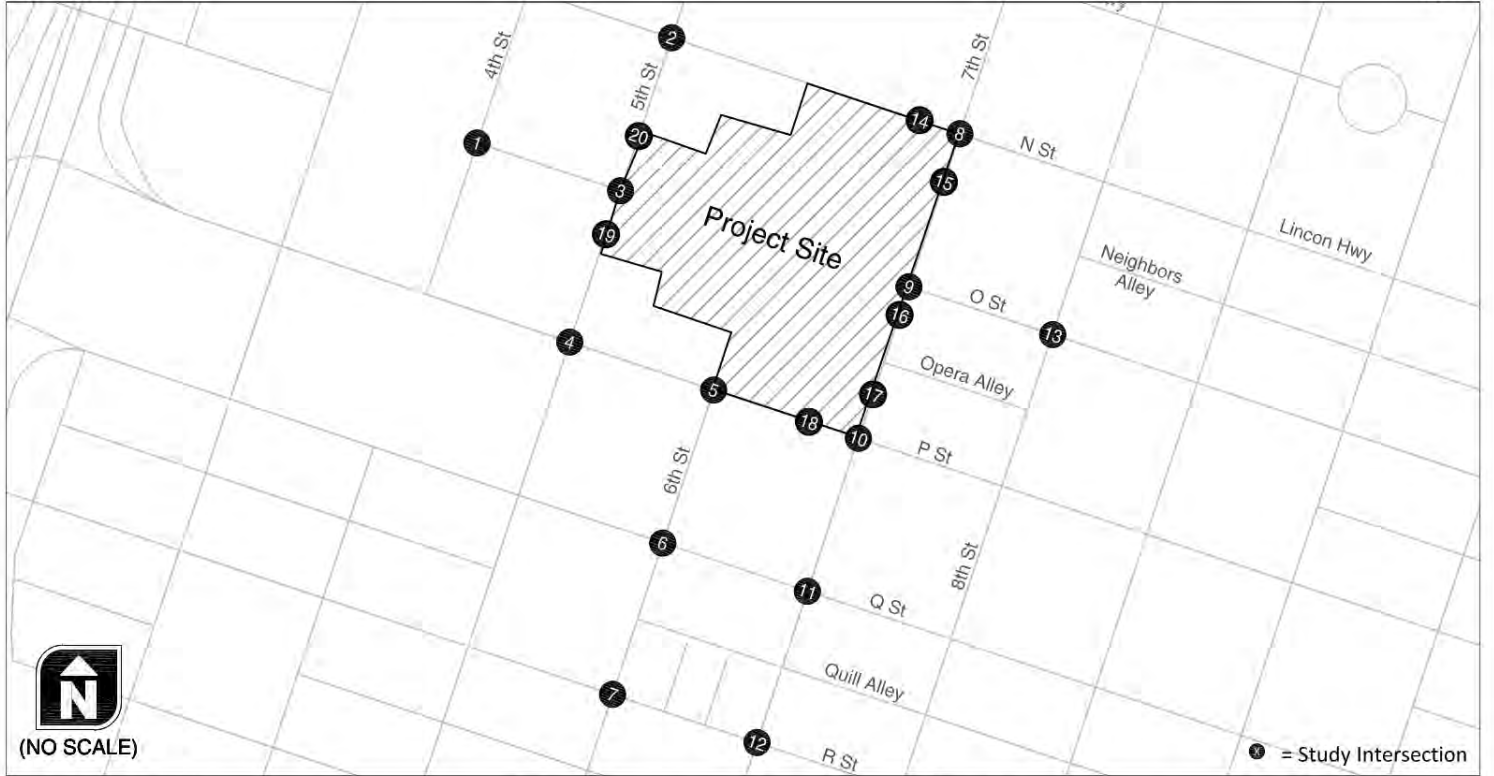 2
4th St
5th St
7th St
14
8
20
1
N St
15
3
Project Site
19
Lincon Hwy
Neighbors
Alley
9
O St
16
13
4
Opera Alley
5
17
18
10
P St
6th St
6
8th St
11
Q St
Quill Alley
7
12
R St
N
(NO SCALE)
X = Study Intersection